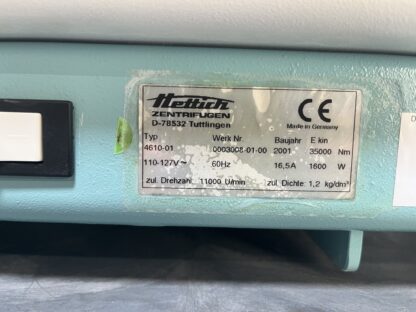 Hettich
ZENTRIFUGEN
D-78532 Tuttlingen
CE
Made in Germany
Typ Werk Nr. Baujahr E kin
4610-01 0003008-01-00 2001 35000 Nm
110-127V~ 60Hz 16,5A 1600 W
zul. Drehzahl: 11000 U/min zul. Dichte: 1,2 kg/dm³